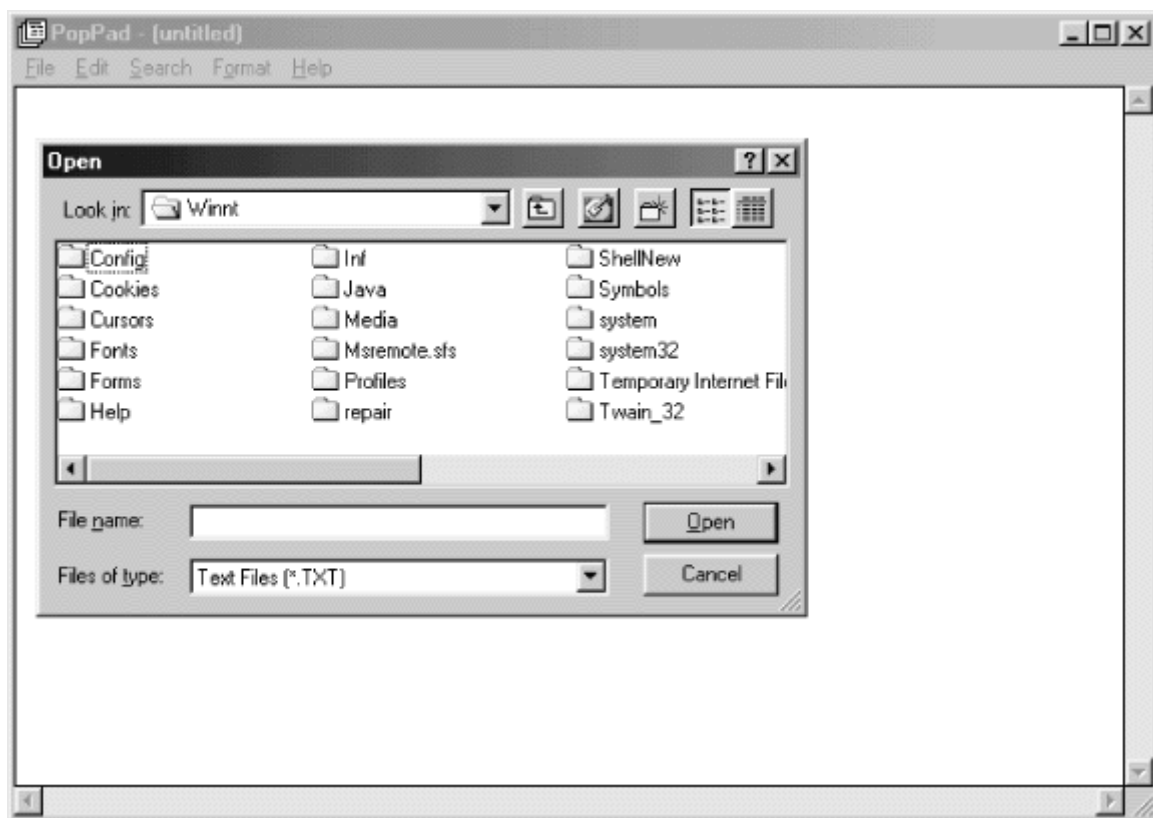 PopPad - (untitled)
File Edit Search Format Help
Open
Look in: Winnt
Config Inf ShellNew
Cookies Java Symbols
Cursors Media system
Fonts Msremote.sfs system32
Forms Profiles Temporary Internet Fil
Help repair Twain_32
File name: Open
Files of type: Text Files (*.TXT) Cancel